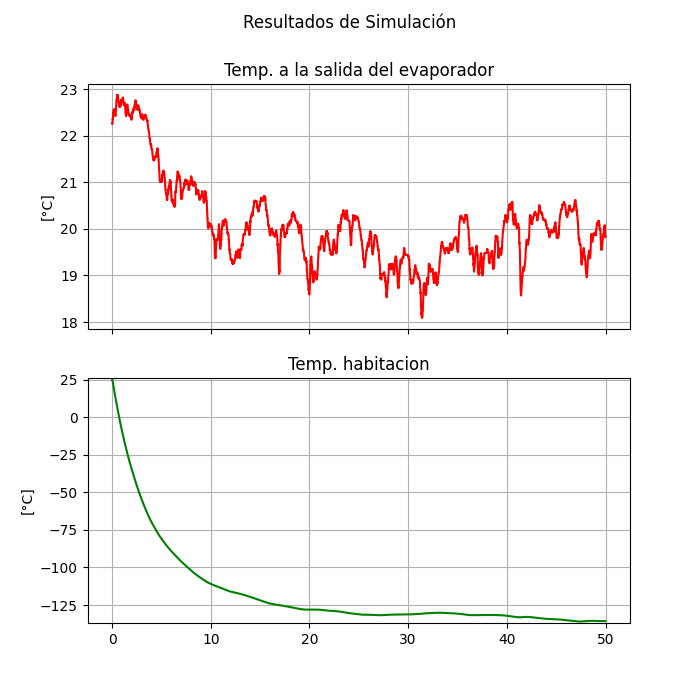 Resultados de Simulación
Temp. a la salida del evaporador
23
22
21
20
19
18
[°C]
Temp. habitacion
25
0
−25
−50
−75
−100
−125
[°C]
0 10 20 30 40 50